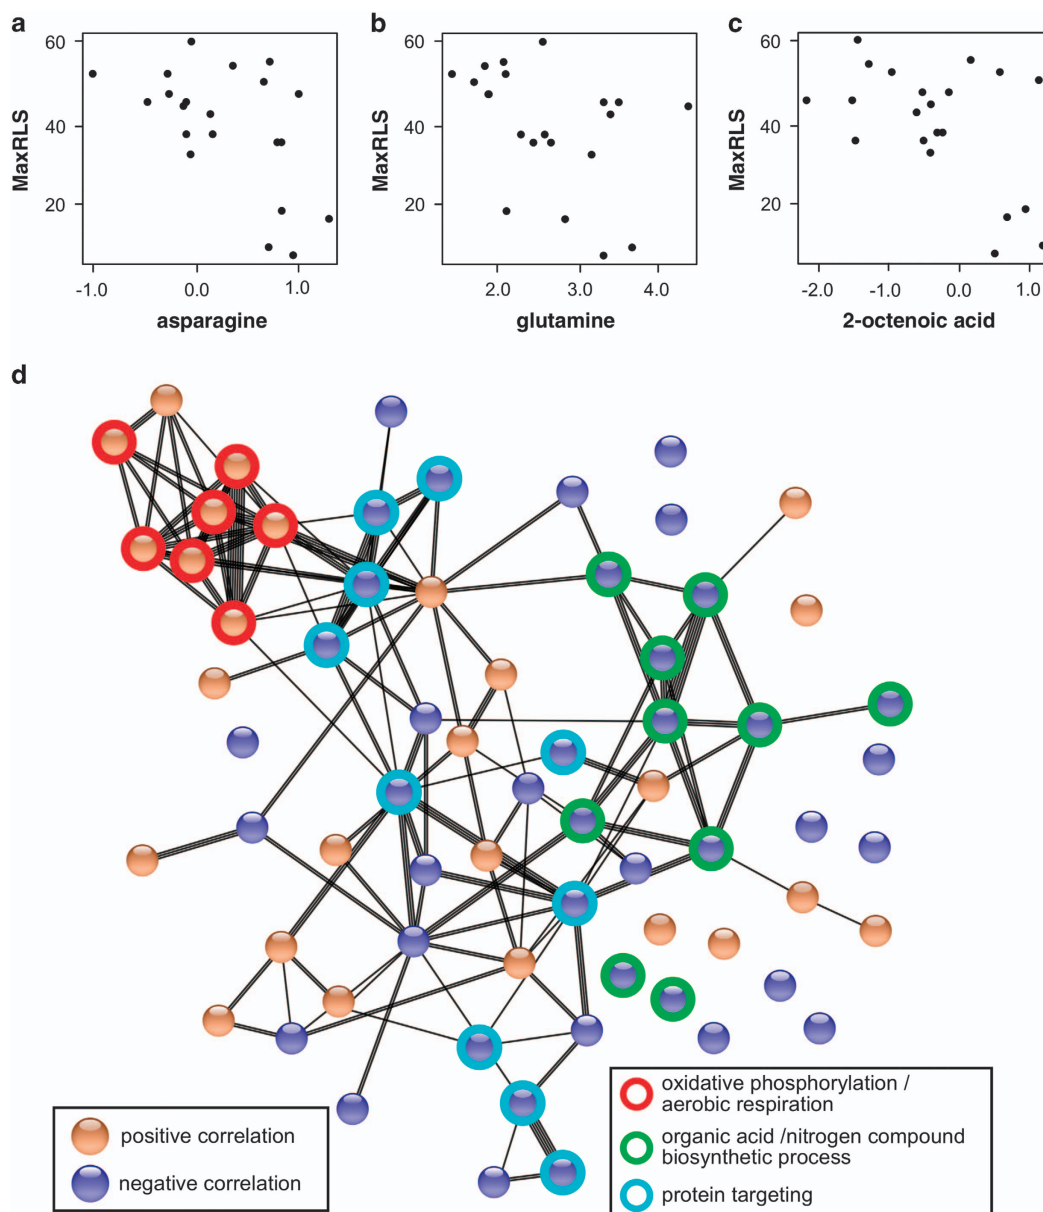 a
b
c
60
40
20
MaxRLS
-1.0
0.0
1.0
asparagine
60
40
20
MaxRLS
2.0
3.0
4.0
glutamine
60
40
20
MaxRLS
-2.0
-1.0
0.0
1.0
2-octenoic acid
d
positive correlation
negative correlation
oxidative phosphorylation /
aerobic respiration
organic acid /nitrogen compound
biosynthetic process
protein targeting